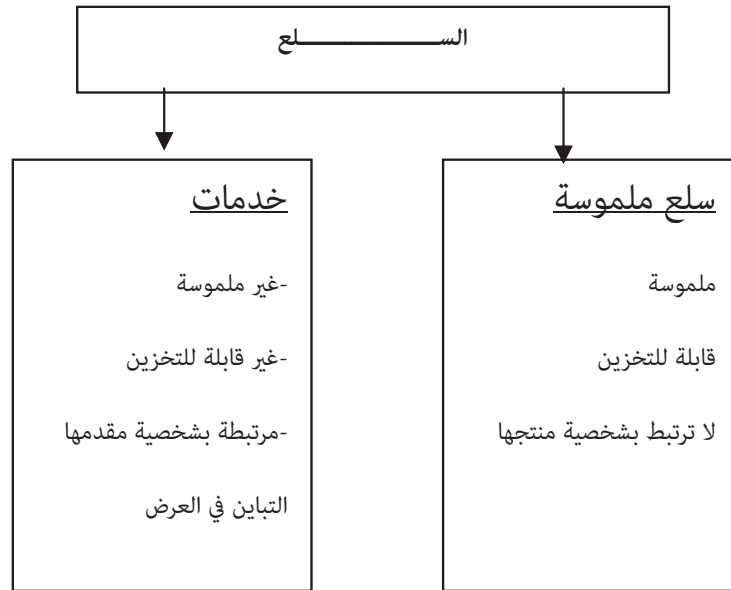 الســـــــــــــــــلع
سلع ملموسة
ملموسة
قابلة للتخزين
لا ترتبط بشخصية منتجها
خدمات
-غير ملموسة
-غير قابلة للتخزين
-مرتبطة بشخصية مقدمها
التباين في العرض